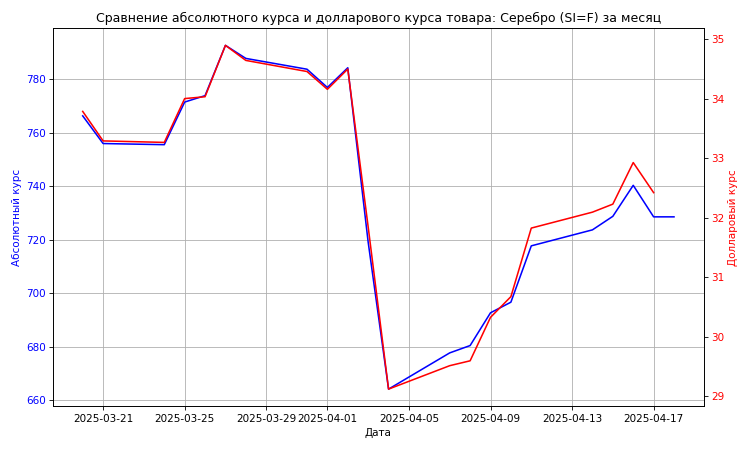 Сравнение абсолютного курса и долларового курса товара: Серебро (SI=F) за месяц
Абсолютный курс
780
760
740
720
700
680
660
35
34
33
32
31
30
29
Долларовый курс
2025-03-21 2025-03-25 2025-03-29 2025-04-01 2025-04-05 2025-04-09 2025-04-13 2025-04-17
Дата